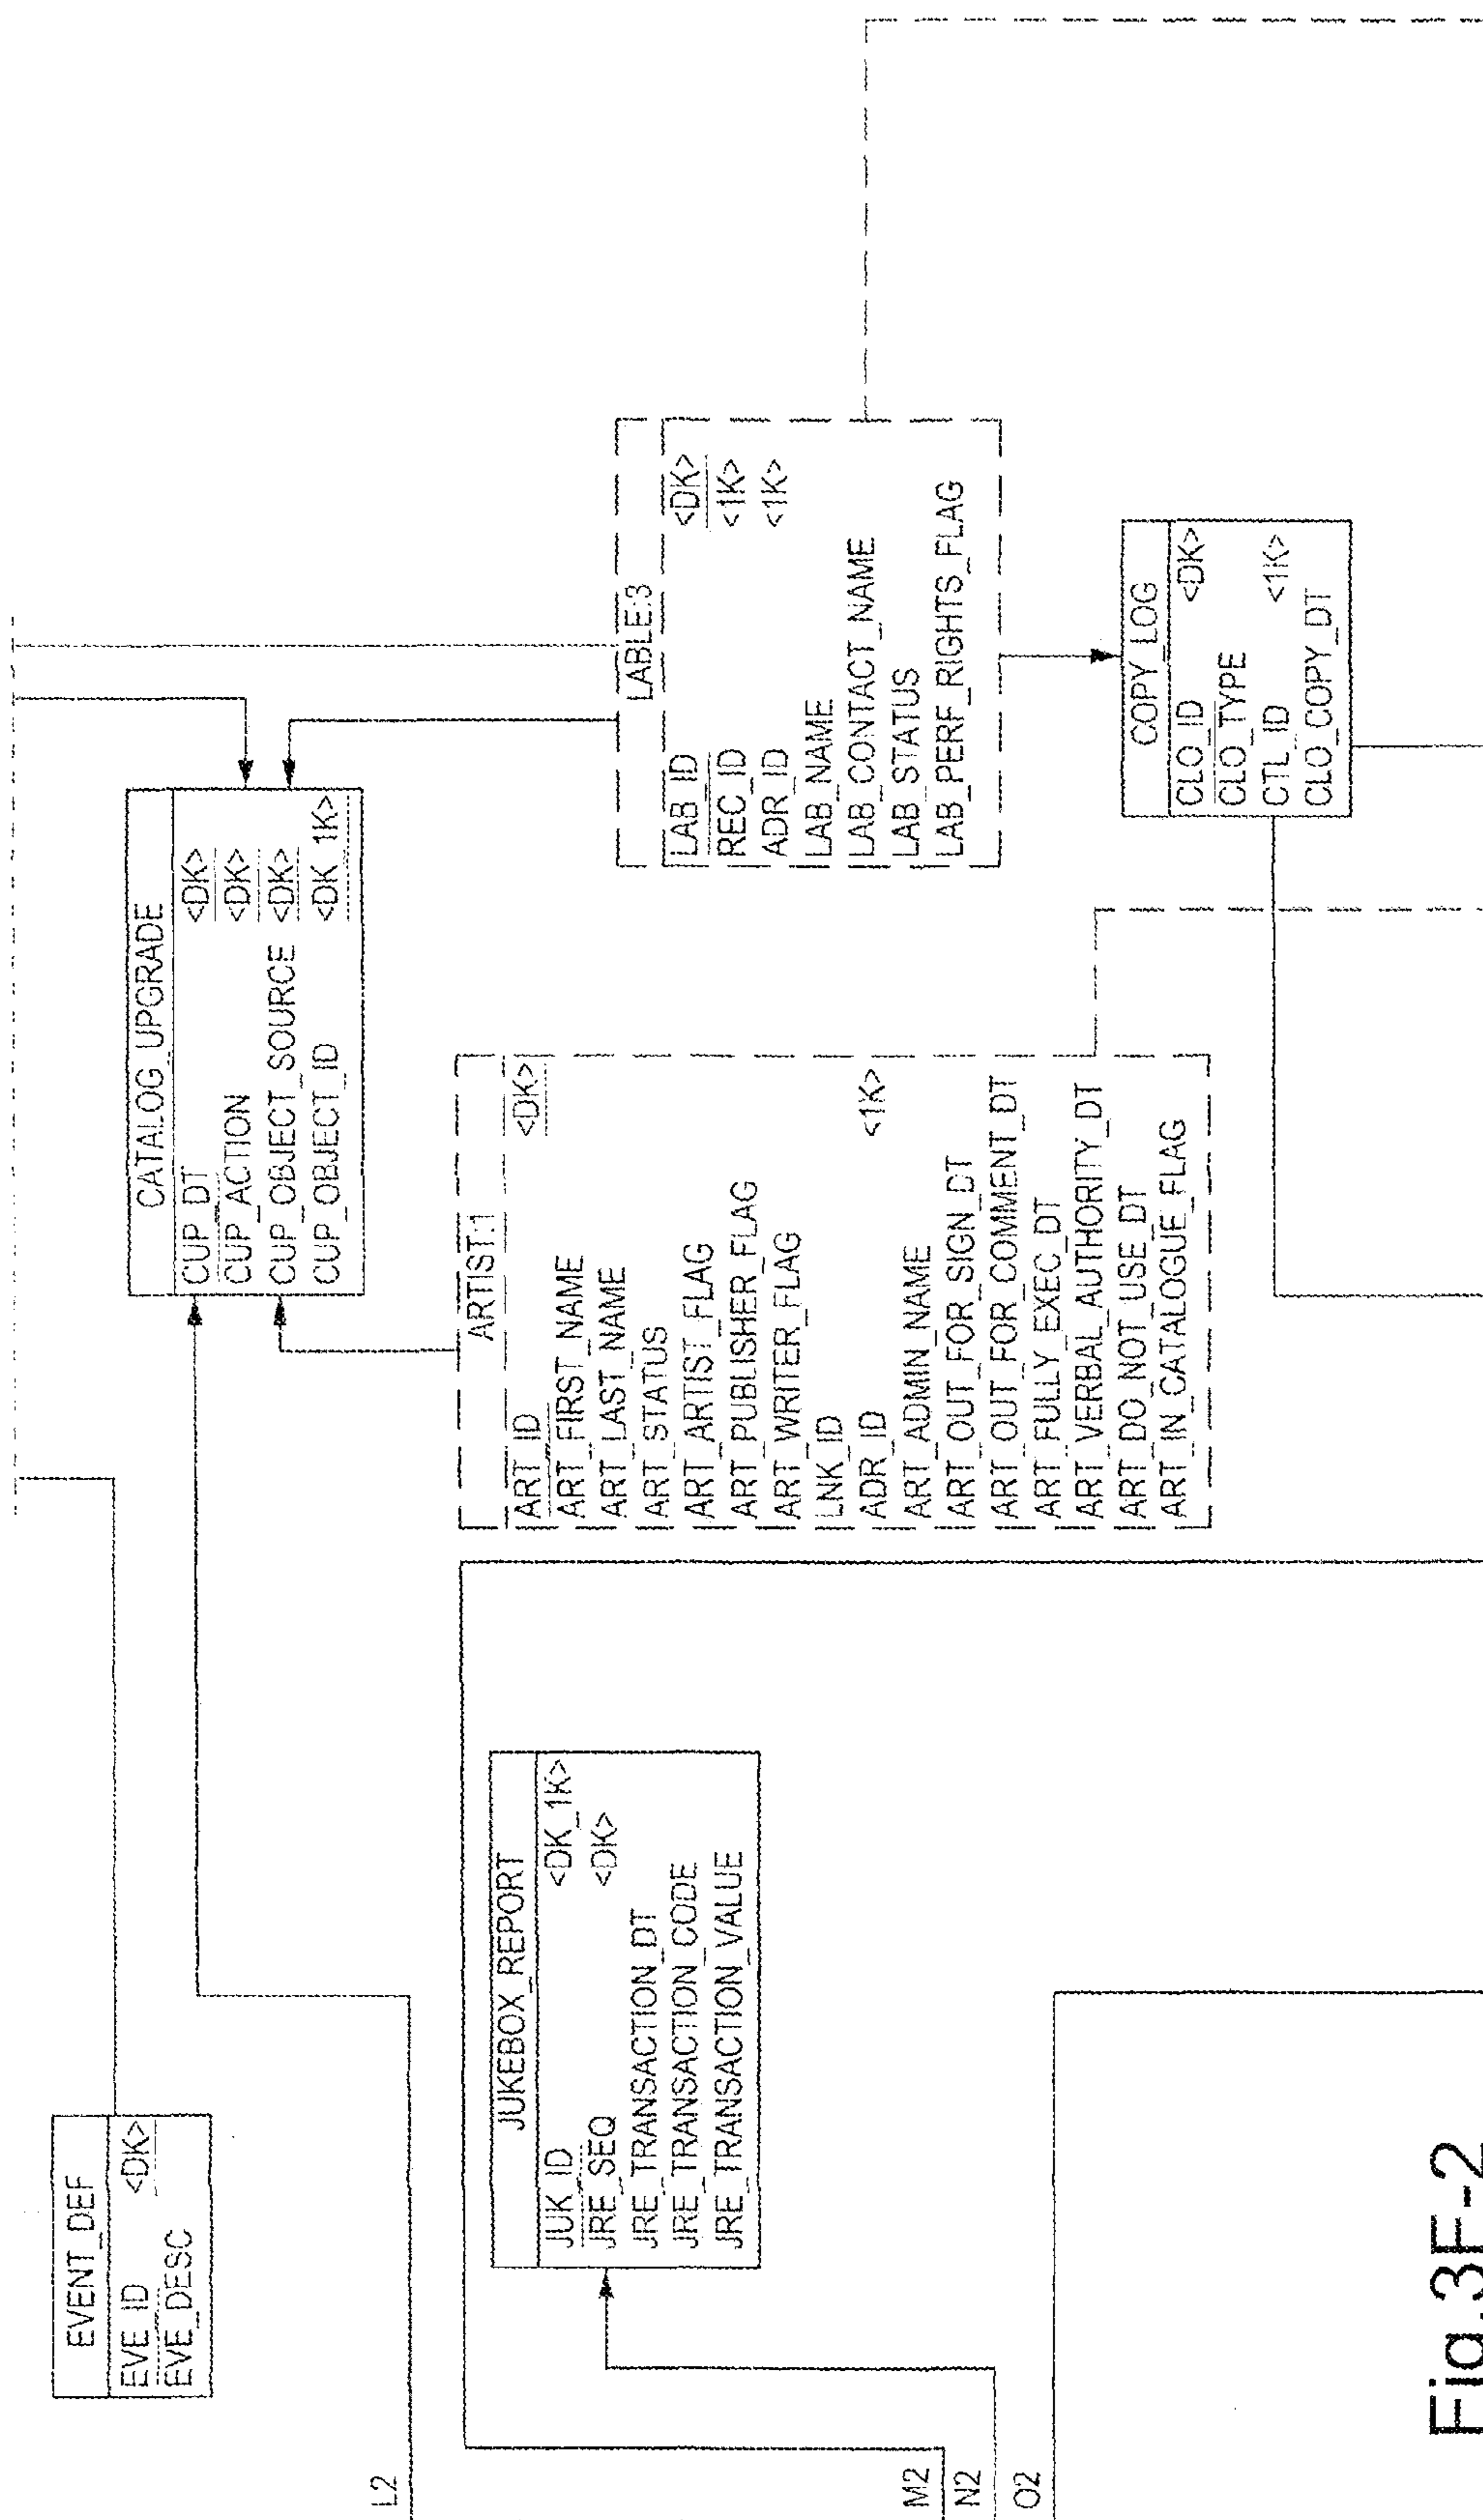 EVENT_DEF
EVE_ID <DK>
EVE_DESC
CATALOG_UPGRADE
CUP_DT <DK>
CUP_ACTION <DK>
CUP_OBJECT_SOURCE <DK>
CUP_OBJECT_ID <DK_1K>
L2
JUKEBOX_REPORT
JUK_ID <DK_1K>
JRE_SEQ <DK>
JRE_TRANSACTION_DT
JRE_TRANSACTION_CODE
JRE_TRANSACTION_VALUE
ARTIST:1
ART_ID <DK>
ART_FIRST_NAME
ART_LAST_NAME
ART_STATUS
ART_ARTIST_FLAG
ART_PUBLISHER_FLAG
ART_WRITER_FLAG
LNK_ID
ADR_ID <1K>
ART_ADMIN_NAME
ART_OUT_FOR_SIGN_DT
ART_OUT_FOR_COMMENT_DT
ART_FULLY_EXEC_DT
ART_VERBAL_AUTHORITY_DT
ART_DO_NOT_USE_DT
ART_IN_CATALOGUE_FLAG
LABLE:3
LAB_ID <DK>
REC_ID <1K>
ADR_ID <1K>
LAB_NAME
LAB_CONTACT_NAME
LAB_STATUS
LAB_PERF_RIGHTS_FLAG
M2
N2
O2
COPY_LOG
CLO_ID <DK>
CLO_TYPE
CTL_ID <1K>
CLO_COPY_DT
Fig.3F-2